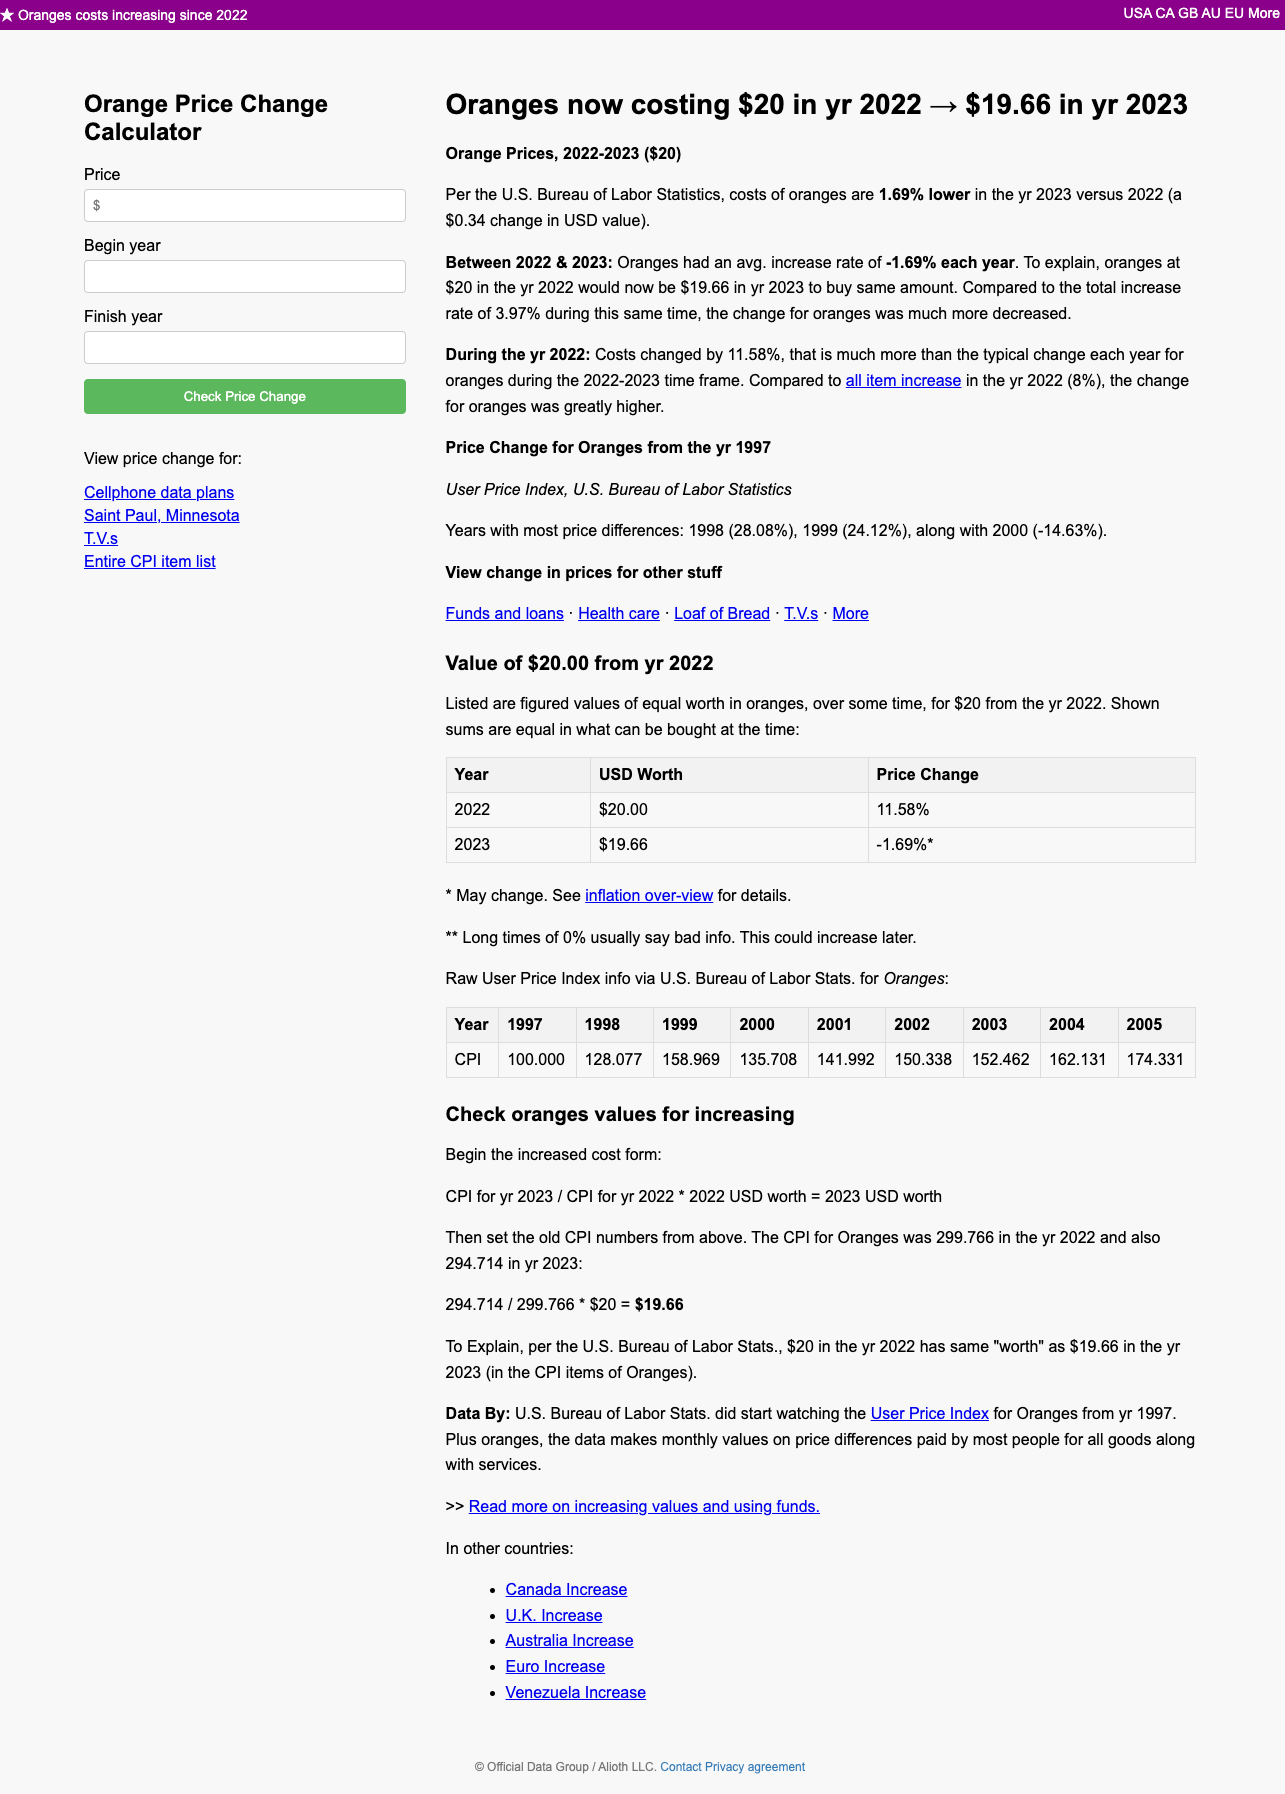 ★ Oranges costs increasing since 2022
USA CA GB AU EU More
Orange Price Change
Calculator
Price
$
Begin year
Finish year
Check Price Change
View price change for:
Cellphone data plans
Saint Paul, Minnesota
T.V.s
Entire CPI item list
Oranges now costing $20 in yr 2022 → $19.66 in yr 2023
Orange Prices, 2022-2023 ($20)
Per the U.S. Bureau of Labor Statistics, costs of oranges are 1.69% lower in the yr 2023 versus 2022 (a
$0.34 change in USD value).
Between 2022 & 2023: Oranges had an avg. increase rate of -1.69% each year. To explain, oranges at
$20 in the yr 2022 would now be $19.66 in yr 2023 to buy same amount. Compared to the total increase
rate of 3.97% during this same time, the change for oranges was much more decreased.
During the yr 2022: Costs changed by 11.58%, that is much more than the typical change each year for
oranges during the 2022-2023 time frame. Compared to all item increase in the yr 2022 (8%), the change
for oranges was greatly higher.
Price Change for Oranges from the yr 1997
User Price Index, U.S. Bureau of Labor Statistics
Years with most price differences: 1998 (28.08%), 1999 (24.12%), along with 2000 (-14.63%).
View change in prices for other stuff
Funds and loans · Health care · Loaf of Bread · T.V.s · More
Value of $20.00 from yr 2022
Listed are figured values of equal worth in oranges, over some time, for $20 from the yr 2022. Shown
sums are equal in what can be bought at the time:
Year USD Worth Price Change
2022 $20.00 11.58%
2023 $19.66 -1.69%*
* May change. See inflation over-view for details.
** Long times of 0% usually say bad info. This could increase later.
Raw User Price Index info via U.S. Bureau of Labor Stats. for Oranges:
Year 1997 1998 1999 2000 2001 2002 2003 2004 2005
CPI 100.000 128.077 158.969 135.708 141.992 150.338 152.462 162.131 174.331
Check oranges values for increasing
Begin the increased cost form:
CPI for yr 2023 / CPI for yr 2022 * 2022 USD worth = 2023 USD worth
Then set the old CPI numbers from above. The CPI for Oranges was 299.766 in the yr 2022 and also
294.714 in yr 2023:
294.714 / 299.766 * $20 = $19.66
To Explain, per the U.S. Bureau of Labor Stats., $20 in the yr 2022 has same "worth" as $19.66 in the yr
2023 (in the CPI items of Oranges).
Data By: U.S. Bureau of Labor Stats. did start watching the User Price Index for Oranges from yr 1997.
Plus oranges, the data makes monthly values on price differences paid by most people for all goods along
with services.
>> Read more on increasing values and using funds.
In other countries:
• Canada Increase
• U.K. Increase
• Australia Increase
• Euro Increase
• Venezuela Increase
© Official Data Group / Alioth LLC. Contact Privacy agreement